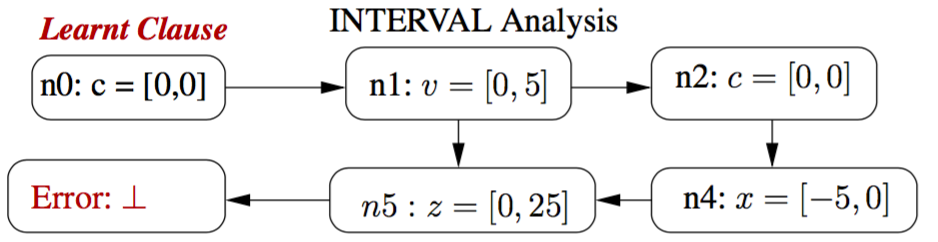 Learnt Clause
INTERVAL Analysis
n0: c = [0,0]
n1: v = [0, 5]
n2: c = [0, 0]
Error: ⊥
n5 : z = [0, 25]
n4: x = [−5, 0]